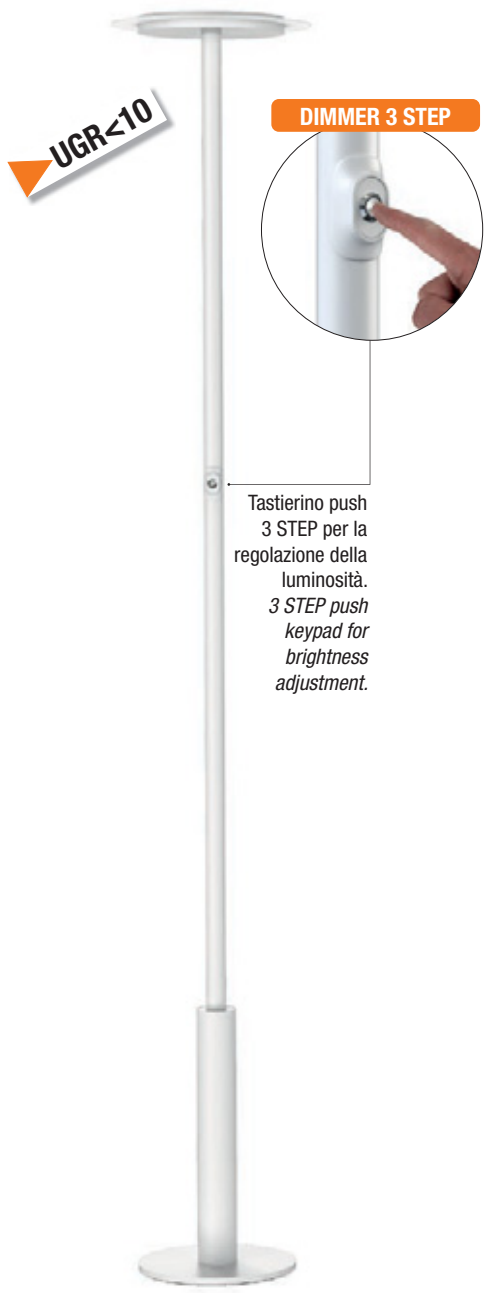 UGR<10
DIMMER 3 STEP
Tastierino push
3 STEP per la
regolazione della
luminosità.
3 STEP push
keypad for
brightness
adjustment.